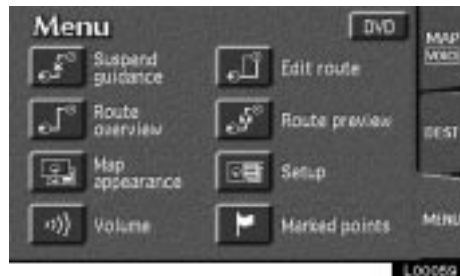 Menu
DVD
MAP
VOICE
Suspend
guidance
Edit route
Route
overview
Route preview
DEST
Map
appearance
Setup
Volume
Marked points
MENU
L00059